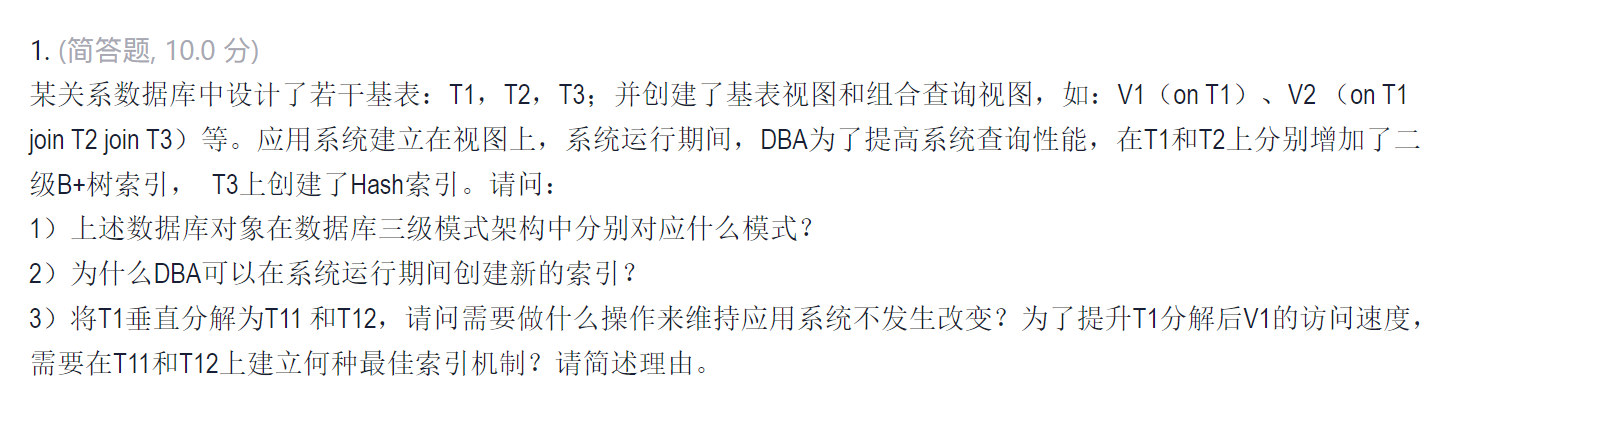 1. (简答题, 10.0 分)
某关系数据库中设计了若干基表：T1，T2，T3；并创建了基表视图和组合查询视图，如：V1（on T1）、V2 （on T1
join T2 join T3）等。应用系统建立在视图上，系统运行期间，DBA为了提高系统查询性能，在T1和T2上分别增加了二
级B+树索引， T3上创建了Hash索引。请问：
1）上述数据库对象在数据库三级模式架构中分别对应什么模式？
2）为什么DBA可以在系统运行期间创建新的索引？
3）将T1垂直分解为T11 和T12，请问需要做什么操作来维持应用系统不发生改变？为了提升T1分解后V1的访问速度，
需要在T11和T12上建立何种最佳索引机制？请简述理由。